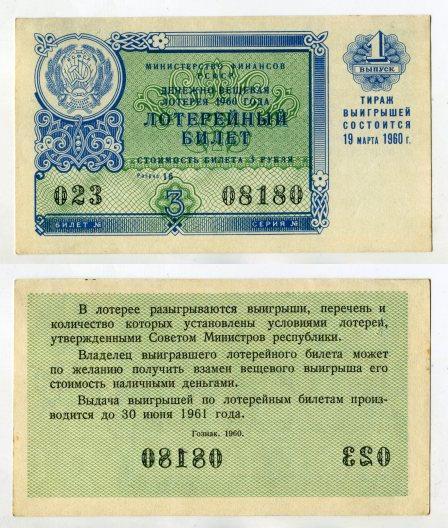 МИНИСТЕРСТВО ФИНАНСОВ
РСФСР
ДЕНЕЖНО-ВЕЩЕВАЯ
ЛОТЕРЕЯ 1960 ГОДА
ЛОТЕРЕЙНЫЙ
БИЛЕТ
СТОИМОСТЬ БИЛЕТА 3 РУБЛЯ
Разряд 16
023
3
08180
БИЛЕТ №
СЕРИЯ №
1
ВЫПУСК
ТИРАЖ
ВЫИГРЫШЕЙ
СОСТОИТСЯ
19 МАРТА 1960 г.
В лотерее разыгрываются выигрыши, перечень и
количество которых установлены условиями лотерей,
утвержденными Советом Министров республики.
Владелец выигравшего лотерейного билета может
по желанию получить взамен вещевого выигрыша его
стоимость наличными деньгами.
Выдача выигрышей по лотерейным билетам произ-
водится до 30 июня 1961 года.
Гознак. 1960.
08180
023